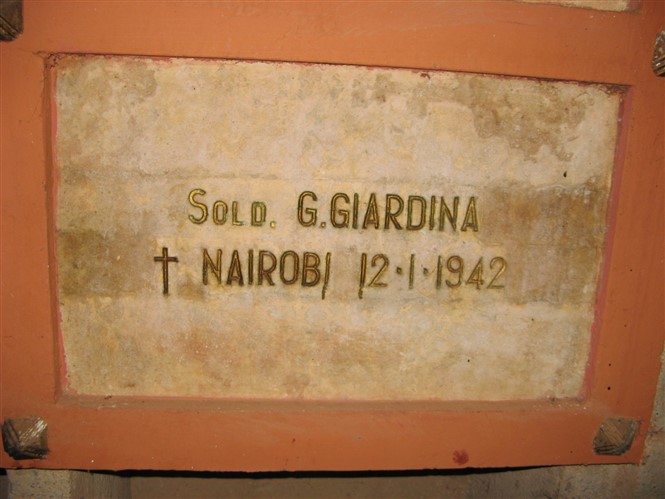 SOLD. G.GIARDINA
† NAIROBI 12·1·1942